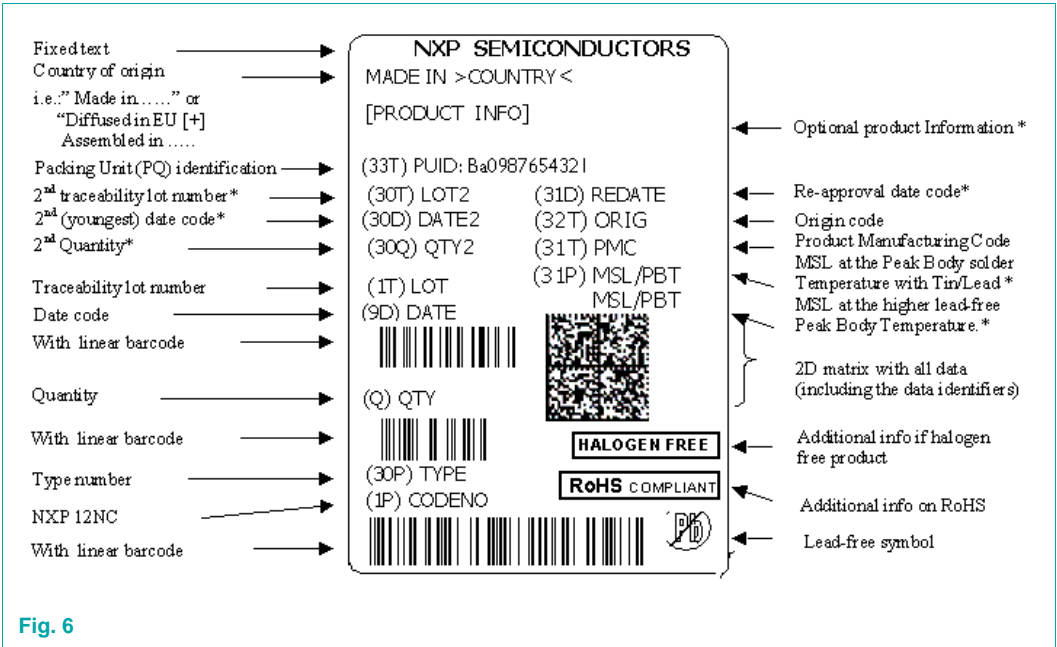 Fixed text
Country of origin
i.e.:” Made in.....” or
“Diffused in EU [+]
Assembled in .....
Packing Unit (PQ) identification
2nd traceability lot number*
2nd (youngest) date code*
2nd Quantity*
Traceability lot number
Date code
With linear barcode
Quantity
With linear barcode
Type number
NXP 12NC
With linear barcode
NXP SEMICONDUCTORS
MADE IN >COUNTRY<
[PRODUCT INFO]
(33T) PUID: Ba0987654321
(30T) LOT2
(30D) DATE2
(30Q) QTY2
(31D) REDATE
(32T) ORIG
(31T) PMC
(31P) MSL/PBT
MSL/PBT
(1T) LOT
(9D) DATE
(Q) QTY
HALOGEN FREE
(30P) TYPE
RoHS COMPLIANT
(1P) CODENO
Pb
Optional product Information *
Re-approval date code*
Origin code
Product Manufacturing Code
MSL at the Peak Body solder
Temperature with Tin/Lead *
MSL at the higher lead-free
Peak Body Temperature.*
2D matrix with all data
(including the data identifiers)
Additional info if halogen
free product
Additional info on RoHS
Lead-free symbol
Fig. 6